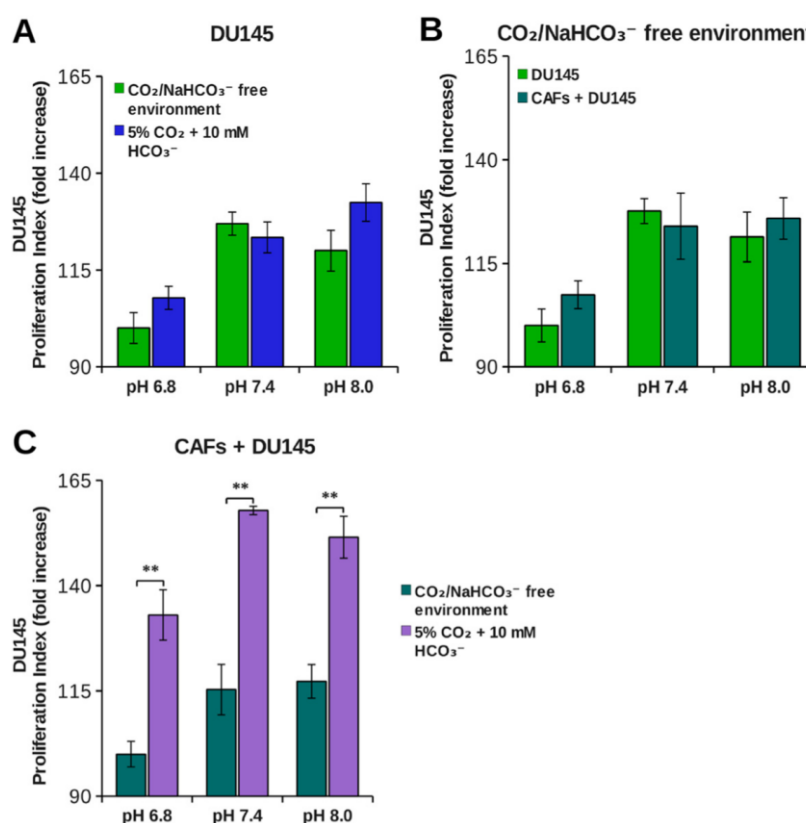 A
DU145
CO₂/NaHCO₃⁻ free
environment
5% CO₂ + 10 mM
HCO₃⁻
DU145
Proliferation Index (fold increase)
165
140
115
90
pH 6.8
pH 7.4
pH 8.0
B
CO₂/NaHCO₃⁻ free environment
DU145
CAFs + DU145
DU145
Proliferation Index (fold increase)
165
140
115
90
pH 6.8
pH 7.4
pH 8.0
C
CAFs + DU145
DU145
Proliferation Index (fold increase)
165
140
115
90
**
**
**
pH 6.8
pH 7.4
pH 8.0
CO₂/NaHCO₃⁻ free
environment
5% CO₂ + 10 mM
HCO₃⁻